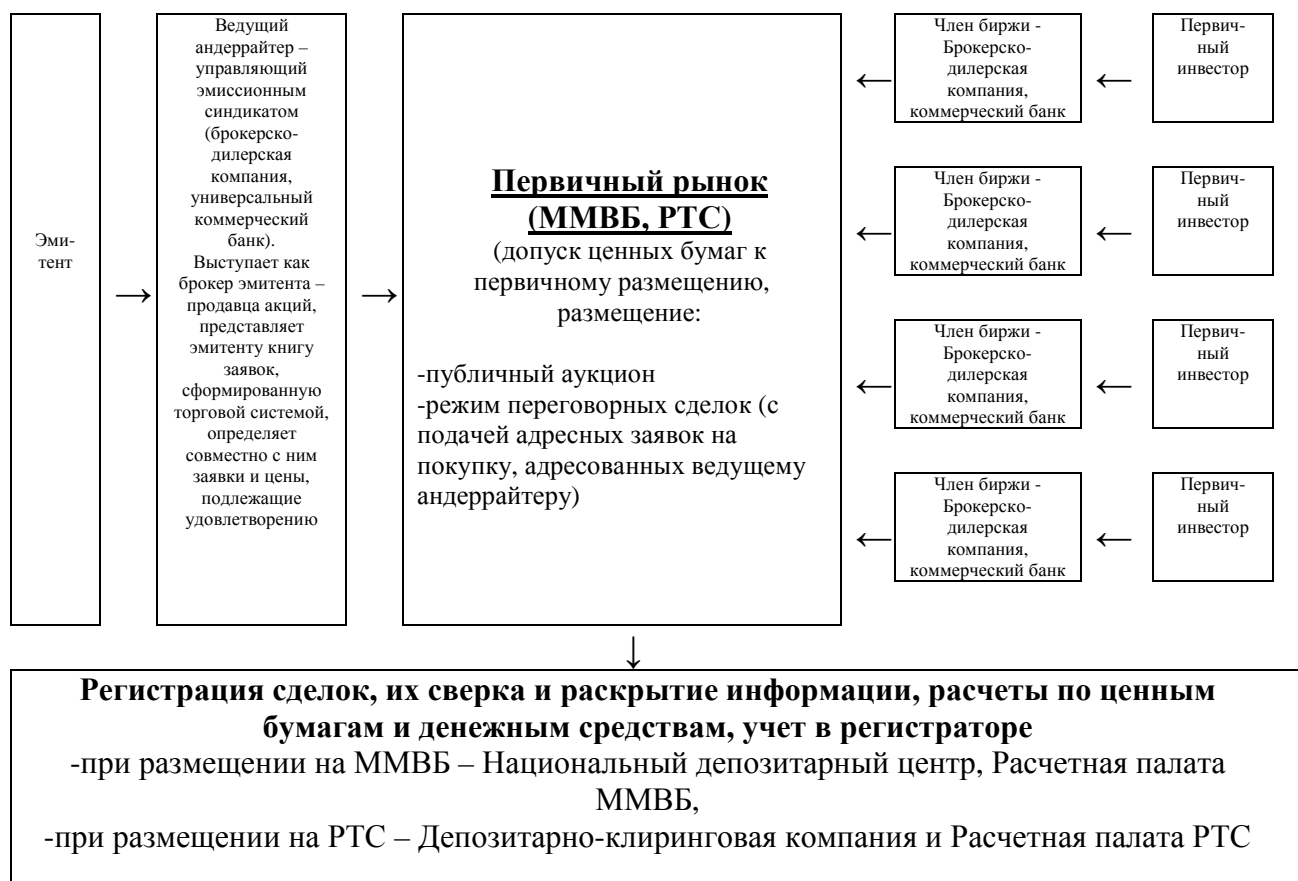 Эми-
тент
→
Ведущий
андеррайтер –
управляющий
эмиссионным
синдикатом
(брокерско-
дилерская
компания,
универсальный
коммерческий
банк).
Выступает как
брокер эмитента –
продавца акций,
представляет
эмитенту книгу
заявок,
сформированную
торговой системой,
определяет
совместно с ним
заявки и цены,
подлежащие
удовлетворению
→
Первичный рынок
(ММВБ, РТС)
(допуск ценных бумаг к
первичному размещению,
размещение:
-публичный аукцион
-режим переговорных сделок (с
подачей адресных заявок на
покупку, адресованных ведущему
андеррайтеру)
←
Член биржи -
Брокерско-
дилерская
компания,
коммерческий банк
←
Первич-
ный
инвестор
←
Член биржи -
Брокерско-
дилерская
компания,
коммерческий банк
←
Первич-
ный
инвестор
←
Член биржи -
Брокерско-
дилерская
компания,
коммерческий банк
←
Первич-
ный
инвестор
←
Член биржи -
Брокерско-
дилерская
компания,
коммерческий банк
←
Первич-
ный
инвестор
↓
Регистрация сделок, их сверка и раскрытие информации, расчеты по ценным
бумагам и денежным средствам, учет в регистраторе
-при размещении на ММВБ – Национальный депозитарный центр, Расчетная палата
ММВБ,
-при размещении на РТС – Депозитарно-клиринговая компания и Расчетная палата РТС